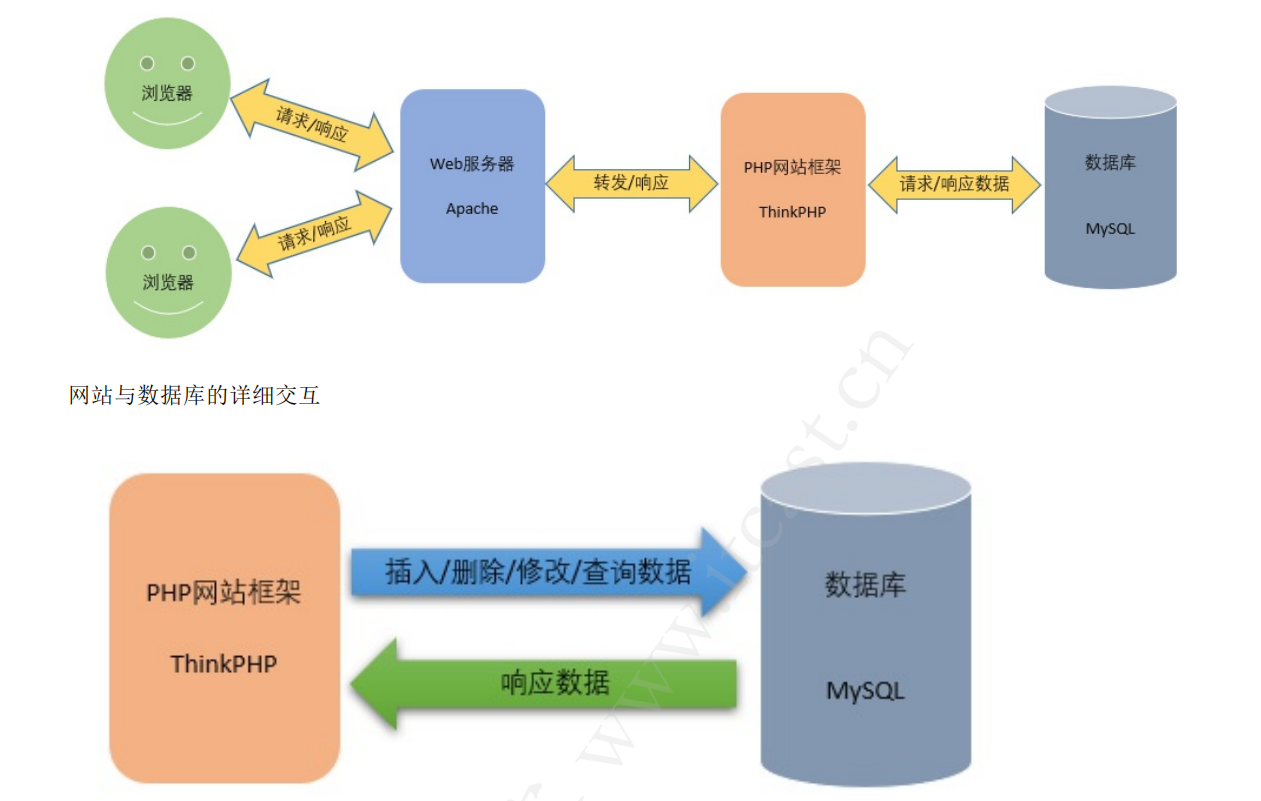 浏览器
请求/响应
Web服务器
Apache
转发/响应
PHP网站框架
ThinkPHP
请求/响应数据
数据库
MySQL
浏览器
请求/响应
网站与数据库的详细交互
PHP网站框架
ThinkPHP
插入/删除/修改/查询数据
响应数据
数据库
MySQL
www.itcast.cn